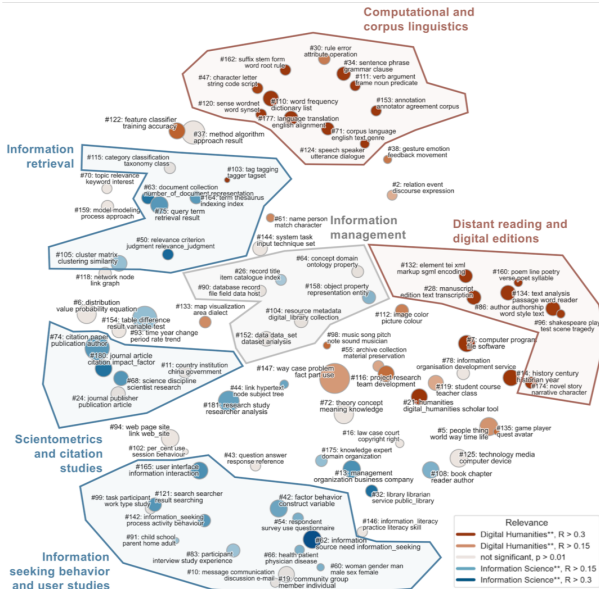 Computational and
corpus linguistics
#30: rule error
attribute operation
#162: suffix stem form
word root rule
#34: sentence phrase
grammar clause
#111: verb argument
frame noun predicate
#47: character letter
string code script
#110: word frequency
dictionary list
#120: sense wordnet
word synset
#153: annotation
annotator agreement corpus
#177: language translation
english alignment
#71: corpus language
english text genre
#122: feature classifier
training accuracy
#37: method algorithm
approach result
#124: speech speaker
utterance dialogue
#38: gesture emotion
feedback movement
Information
retrieval
#115: category classification
taxonomy class
#103: tag tagging
tagger tagset
#70: topic relevance
keyword interest
#63: document collection
number_of_document representation
#164: term thesaurus
indexing index
#2: relation event
discourse expression
#159: model modeling
process approach
#75: query term
retrieval result
#61: name person
match character
Information
management
Distant reading and
digital editions
#50: relevance criterion
judgment relevance_judgment
#144: system task
input technique set
#105: cluster matrix
clustering similarity
#64: concept domain
ontology property
#132: element tei xml
markup sgml encoding
#160: poem line poetry
verse poet syllable
#118: network node
link graph
#26: record title
item catalogue index
#90: database record
file field data host
#158: object property
representation entity
#28: manuscript
edition text transcription
#134: text analysis
passage word reader
#86: author authorship
word style text
#6: distribution
value probability equation
#133: map visualization
area dialect
#104: resource metadata
digital_library collection
#112: image color
picture colour
#96: shakespeare play
test scene tragedy
#154: table difference
result variable test
#93: time year change
period rate trend
#152: data data_set
dataset analysis
#98: music song pitch
note sound musician
#7: computer program
file software
#74: citation paper
publication author
#180: journal article
citation impact_factor
#11: country institution
china government
#147: way case problem
fact part use
#55: archive collection
material preservation
#116: project research
team development
#78: information
organisation development service
#14: history century
historian year
#68: science discipline
scientist research
#44: link hypertext
node subject tree
#119: student course
teacher class
#174: novel story
narrative character
#24: journal publisher
publication article
#181: research study
researcher analysis
#72: theory concept
meaning knowledge
#21: humanities
digital_humanities scholar tool
Scientometrics
and citation
studies
#94: web page site
link web_site
#102: per_cent use
session behaviour
#16: law case court
copyright right
#5: people thing
world way time life
#135: game player
quest avatar
#43: question answer
response reference
#175: knowledge expert
domain organization
#125: technology media
computer device
#165: user interface
information interaction
#13: management
organization business company
#108: book chapter
reader author
#99: task participant
work type study
#121: search searcher
result searching
#42: factor behavior
construct variable
#32: library librarian
service public_library
#142: information_seeking
process activity behaviour
#54: respondent
survey use questionnaire
#146: information_literacy
practice literacy skill
#91: child school
parent home adult
#62: information
source need information_seeking
#83: participant
interview study experience
#66: health patient
physician disease
Information
seeking behavior
and user studies
#10: message communication
discussion e-mail
#19: community group
member individual
#60: woman gender man
male sex female
Relevance
Digital Humanities**, R > 0.3
Digital Humanities**, R > 0.15
not significant, p > 0.01
Information Science**, R > 0.15
Information Science**, R > 0.3